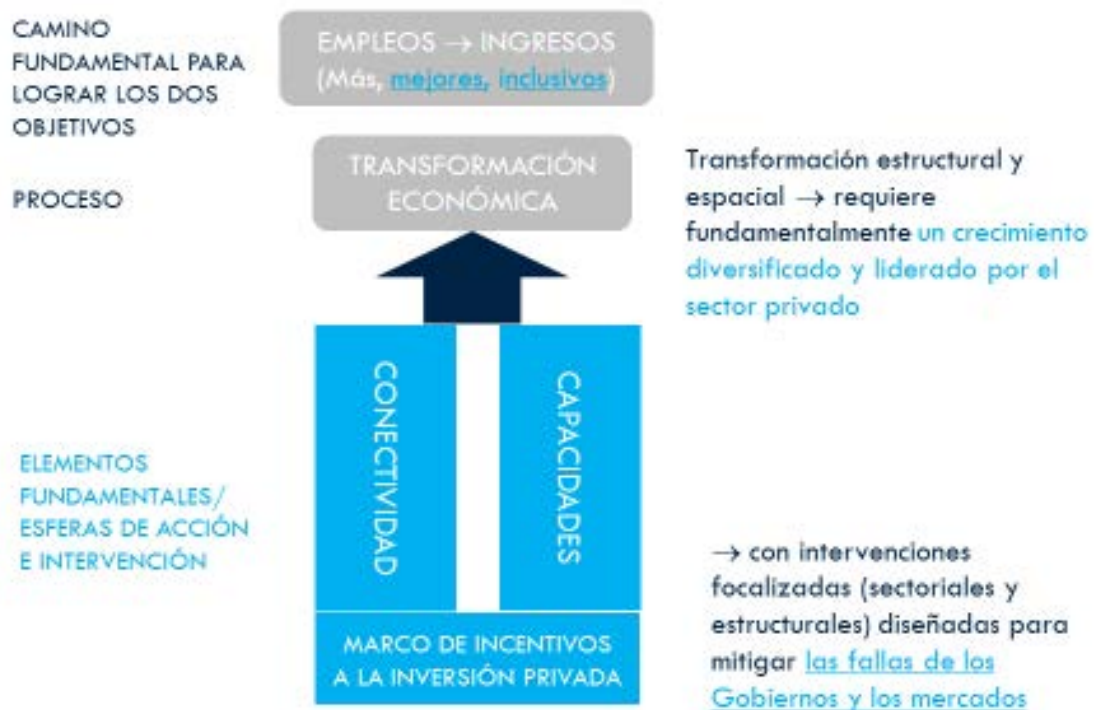 CAMINO
FUNDAMENTAL PARA
LOGRAR LOS DOS
OBJETIVOS
EMPLEOS → INGRESOS
(Más, mejores, inclusivos)
PROCESO
TRANSFORMACIÓN
ECONÓMICA
Transformación estructural y
espacial → requiere
fundamentalmente un crecimiento
diversificado y liderado por el
sector privado
ELEMENTOS
FUNDAMENTALES/
ESFERAS DE ACCIÓN
E INTERVENCIÓN
CONECTIVIDAD
CAPACIDADES
MARCO DE INCENTIVOS
A LA INVERSIÓN PRIVADA
→ con intervenciones
focalizadas (sectoriales y
estructurales) diseñadas para
mitigar las fallas de los
Gobiernos y los mercados